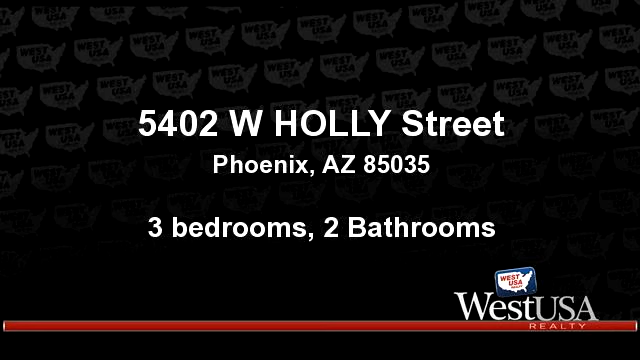 5402 W HOLLY Street
Phoenix, AZ 85035
3 bedrooms, 2 Bathrooms
WEST
USA
WestUSA
REALTY